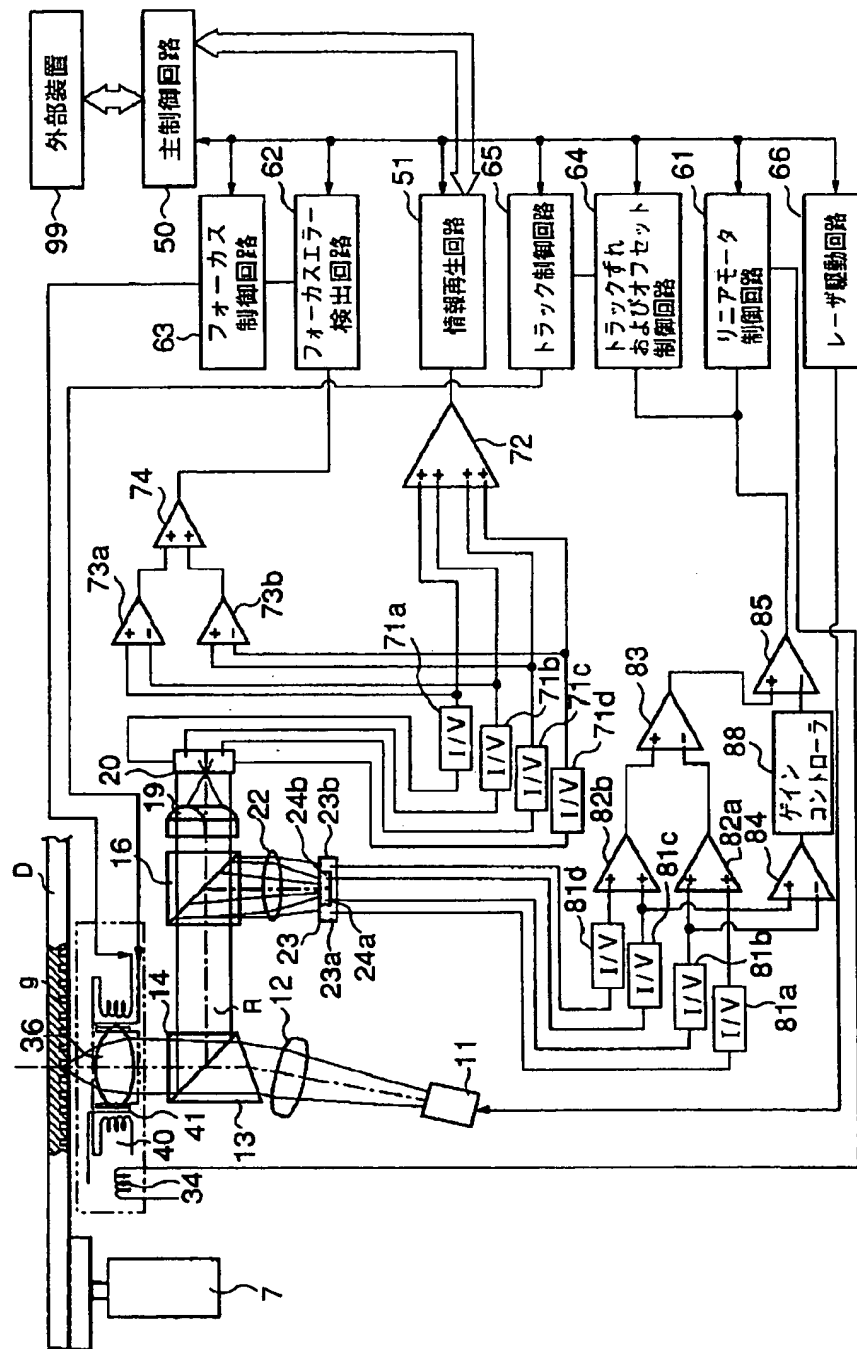 外部装置
99
主制御回路
50
フォーカス
制御回路
63
フォーカスエラー
検出回路
62
情報再生回路
51
トラック制御回路
65
トラックずれ
およびオフセット
制御回路
64
リニアモータ
制御回路
61
レーザ駆動回路
66
74
73a
+
-
73b
+
-
+
+
72
+
+
+
+
71a
I/V
71b
I/V
71c
I/V
71d
I/V
D
9
36
40
41
34
7
14
13
R
12
11
16
19
20
22
24b
23b
23
23a
24a
81d
I/V
81c
I/V
81b
I/V
81a
I/V
82b
+
+
82a
+
+
83
+
-
84
+
-
88
ゲイン
コントローラ
85
+
-